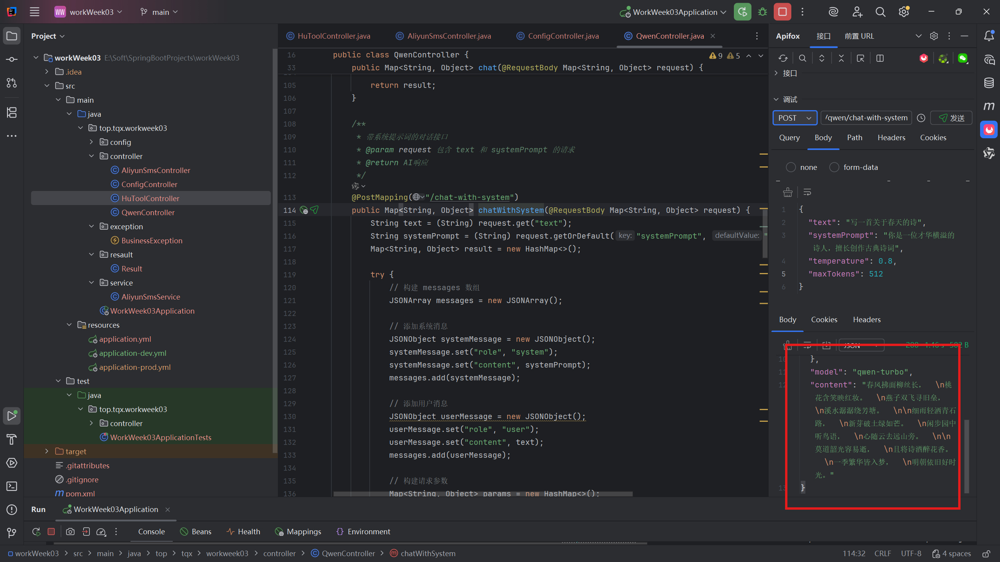 WW workWeek03 main WorkWeek03Application
Project
workWeek03 E:\Soft\SpringBootProjects\workWeek03
.idea
src
main
java
top.tqx.workweek03
config
controller
AliyunSmsController
ConfigController
HuToolController
QwenController
exception
BusinessException
resault
Result
service
AliyunSmsService
WorkWeek03Application
resources
application.yml
application-dev.yml
application-prod.yml
test
java
top.tqx.workweek03
controller
WorkWeek03ApplicationTests
target
.gitattributes
.gitignore
pom.xml
HuToolController.java AliyunSmsController.java ConfigController.java QwenController.java
9 5
16 public class QwenController {
33 public Map<String, Object> chat(@RequestBody Map<String, Object> request) {
105 return result;
106 }
107
108 /**
109 * 带系统提示词的对话接口
110 * @param request 包含 text 和 systemPrompt 的请求
111 * @return AI响应
112 */
113 @PostMapping("/chat-with-system")
114 public Map<String, Object> chatWithSystem(@RequestBody Map<String, Object> request) {
115 String text = (String) request.get("text");
116 String systemPrompt = (String) request.getOrDefault( key: "systemPrompt", defaultValue: "
117 Map<String, Object> result = new HashMap<>();
118
119 try {
120 // 构建 messages 数组
121 JSONArray messages = new JSONArray();
122
123 // 添加系统消息
124 JSONObject systemMessage = new JSONObject();
125 systemMessage.set("role", "system");
126 systemMessage.set("content", systemPrompt);
127 messages.add(systemMessage);
128
129 // 添加用户消息
130 JSONObject userMessage = new JSONObject();
131 userMessage.set("role", "user");
132 userMessage.set("content", text);
133 messages.add(userMessage);
134
135 // 构建请求参数
136 Map<String, Object> params = new HashMap<>();
Apifox 接口 前置 URL
接口
调试
POST /qwen/chat-with-system 发送
Query Body Path Headers Cookies
none form-data
1 {
2 "text": "写一首关于春天的诗",
3 "systemPrompt": "你是一位才华横溢的
诗人，擅长创作古典诗词",
4 "temperature": 0.8,
5 "maxTokens": 512
6 }
Body Cookies Headers
JSON 200 1.46 s 502 B
10 },
11 "model": "qwen-turbo",
12 "content": "春风拂面柳丝长， \n桃
花含笑映红妆。 \n燕子双飞寻旧垒，
\n溪水潺潺绕芳塘。 \n\n细雨轻洒青石
路， \n新芽破土绿如芒。 \n闲步园中
听鸟语， \n心随云去远山旁。 \n\n
莫道韶光容易逝， \n且将诗酒醉花香。
\n一季繁华皆入梦， \n明朝依旧好时
光。"
13 }
Run WorkWeek03Application
Console Beans Health Mappings Environment
workWeek03 > src > main > java > top > tqx > workweek03 > controller > QwenController > chatWithSystem 114:32 CRLF UTF-8 4 spaces